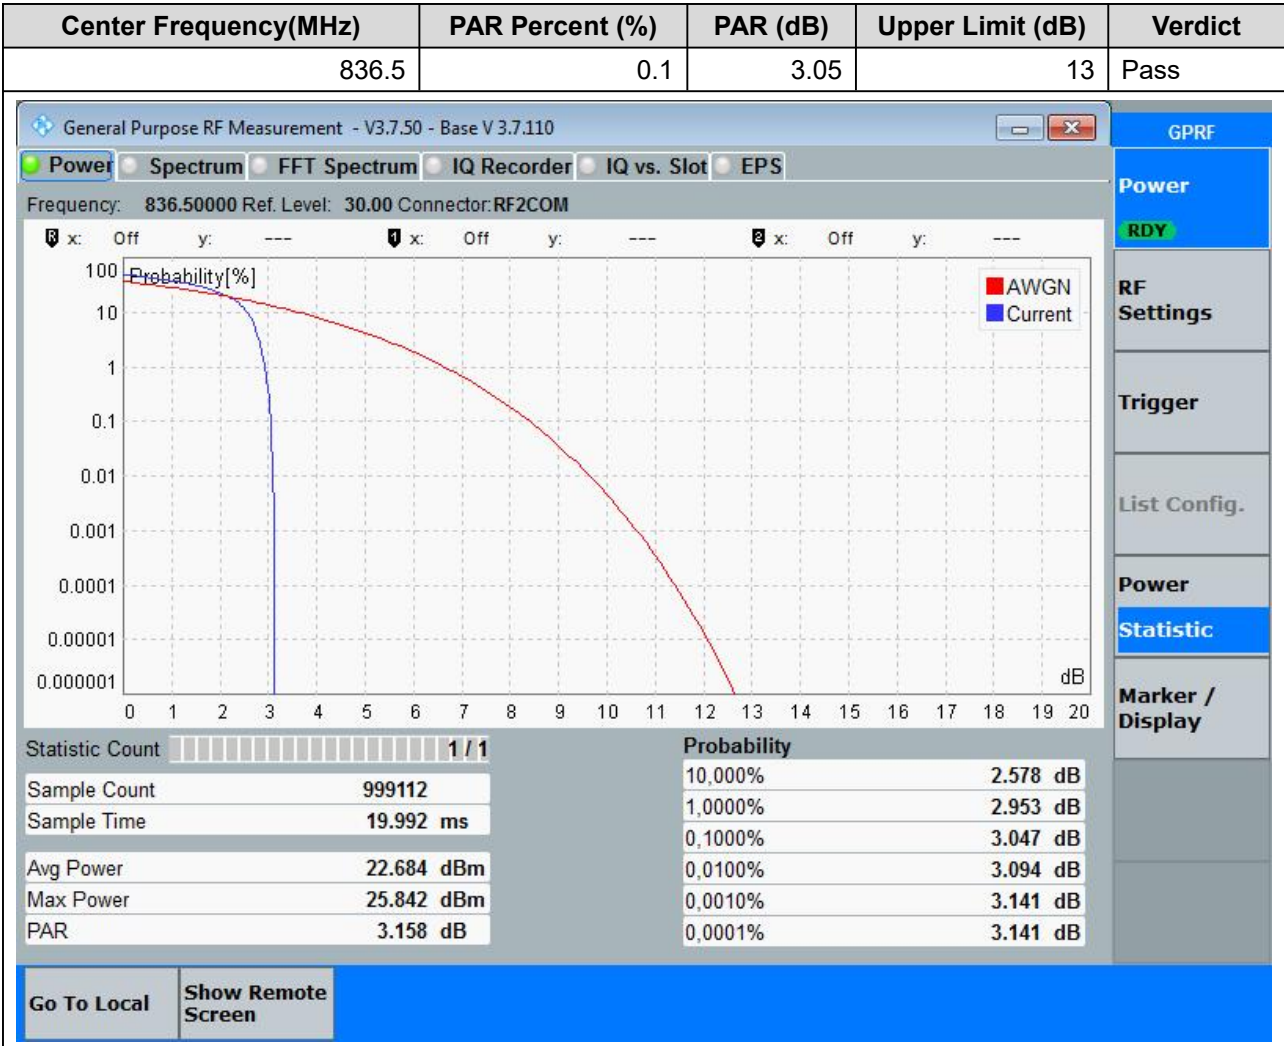 Center Frequency(MHz) PAR Percent (%) PAR (dB) Upper Limit (dB) Verdict
836.5 0.1 3.05 13 Pass
General Purpose RF Measurement - V3.7.50 - Base V 3.7.110
GPRF
Power Spectrum FFT Spectrum IQ Recorder IQ vs. Slot EPS
Frequency: 836.50000 Ref. Level: 30.00 Connector: RF2COM
R x: Off y: --- 1 x: Off y: --- 2 x: Off y: ---
Probability[%]
AWGN
Current
100
10
1
0.1
0.01
0.001
0.0001
0.00001
0.000001
dB
0 1 2 3 4 5 6 7 8 9 10 11 12 13 14 15 16 17 18 19 20
Statistic Count 1 / 1
Sample Count 999112
Sample Time 19.992 ms
Avg Power 22.684 dBm
Max Power 25.842 dBm
PAR 3.158 dB
Probability
10,000% 2.578 dB
1,0000% 2.953 dB
0,1000% 3.047 dB
0,0100% 3.094 dB
0,0010% 3.141 dB
0,0001% 3.141 dB
Power
RDY
RF
Settings
Trigger
List Config.
Power
Statistic
Marker /
Display
Go To Local
Show Remote
Screen